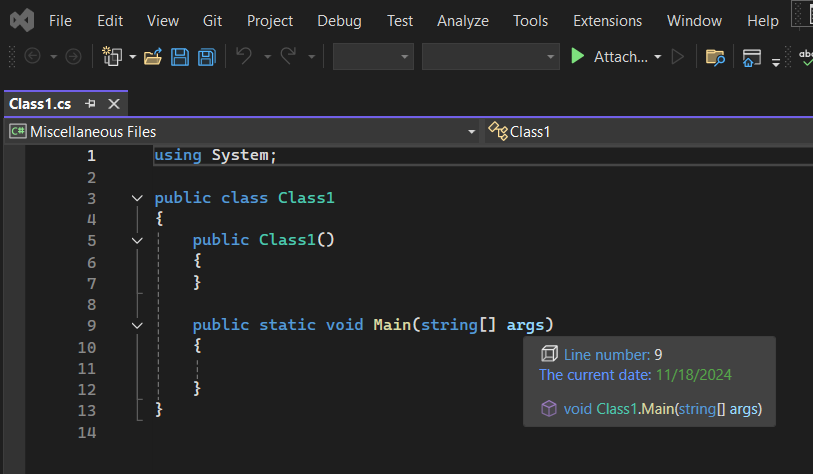 File Edit View Git Project Debug Test Analyze Tools Extensions Window Help
Attach...
Class1.cs
C# Miscellaneous Files Class1
1 using System;
2
3 public class Class1
4 {
5 public Class1()
6 {
7 }
8
9 public static void Main(string[] args)
10 {
Line number: 9
11
The current date: 11/18/2024
12 }
13 }
void Class1.Main(string[] args)
14